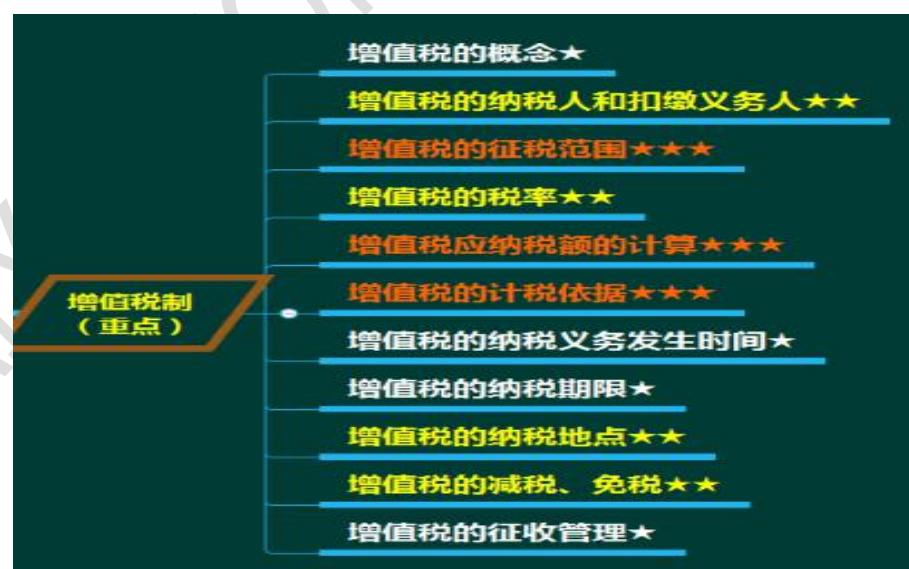 增值税的概念★
增值税的纳税人和扣缴义务人★★
增值税的征税范围★★★
增值税的税率★★
增值税应纳税额的计算★★★
增值税制
（重点）
增值税的计税依据★★★
增值税的纳税义务发生时间★
增值税的纳税期限★
增值税的纳税地点★★
增值税的减税、免税★★
增值税的征收管理★